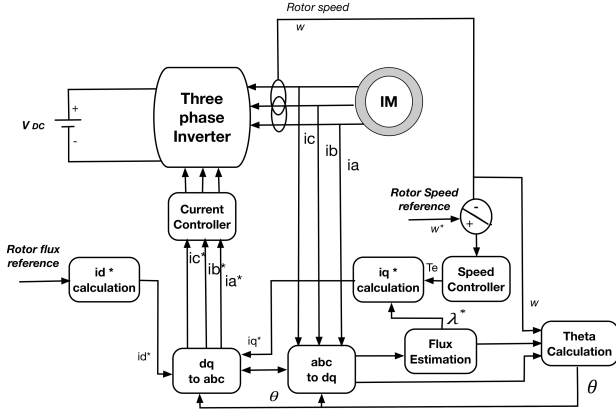 Rotor speed
w
Three
phase
Inverter
IM
V DC
+
-
ic
ib
ia
Rotor Speed
reference
w*
-
+
Current
Controller
ic*
ib*
ia*
Rotor flux
reference
id *
calculation
iq *
calculation
Te
Speed
Controller
λ*
w
id*
iq*
dq
to abc
abc
to dq
Flux
Estimation
Theta
Calculation
θ
θ